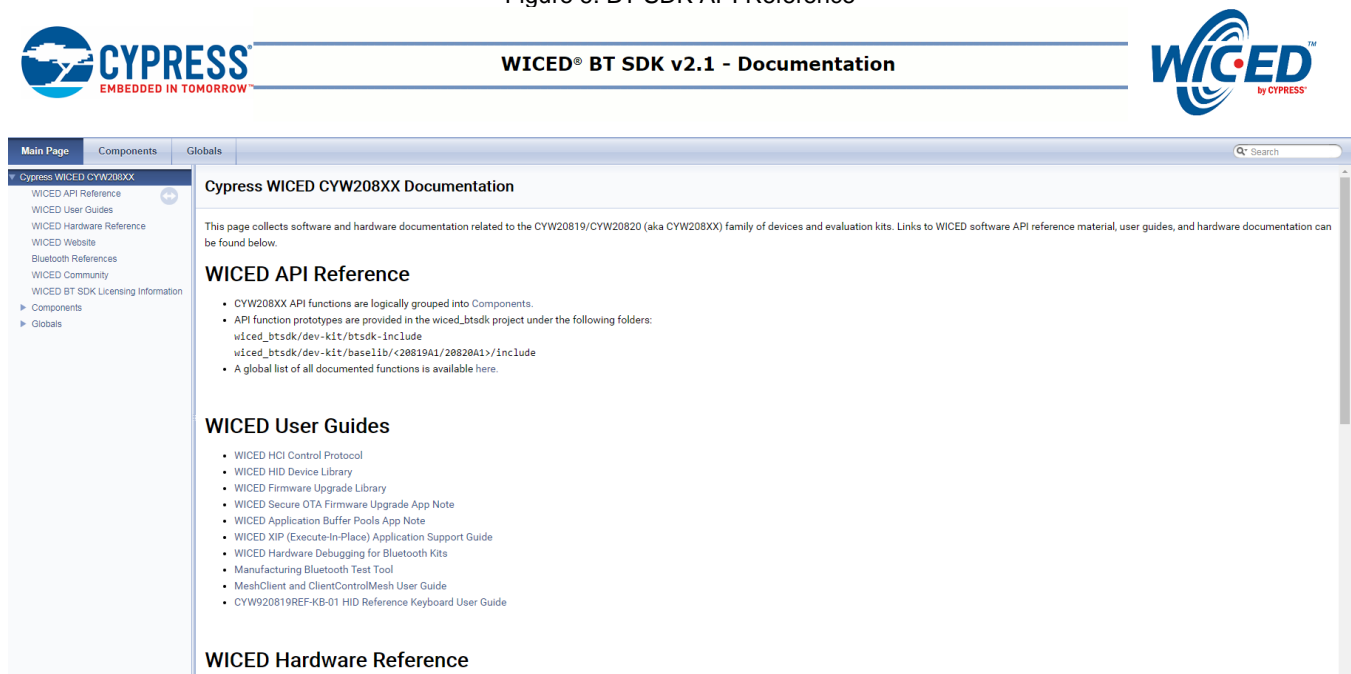 CYPRESS®
EMBEDDED IN TOMORROW™
WICED® BT SDK v2.1 - Documentation
WICED™
by CYPRESS®
Main Page
Components
Globals
Search
Cypress WICED CYW208XX
WICED API Reference
WICED User Guides
WICED Hardware Reference
WICED Website
Bluetooth References
WICED Community
WICED BT SDK Licensing Information
Components
Globals
Cypress WICED CYW208XX Documentation
This page collects software and hardware documentation related to the CYW20819/CYW20820 (aka CYW208XX) family of devices and evaluation kits. Links to WICED software API reference material, user guides, and hardware documentation can
be found below.
WICED API Reference
• CYW208XX API functions are logically grouped into Components.
• API function prototypes are provided in the wiced_btsdk project under the following folders:
wiced_btsdk/dev-kit/btsdk-include
wiced_btsdk/dev-kit/baselib/<20819A1/20820A1>/include
• A global list of all documented functions is available here.
WICED User Guides
• WICED HCI Control Protocol
• WICED HID Device Library
• WICED Firmware Upgrade Library
• WICED Secure OTA Firmware Upgrade App Note
• WICED Application Buffer Pools App Note
• WICED XIP (Execute-In-Place) Application Support Guide
• WICED Hardware Debugging for Bluetooth Kits
• Manufacturing Bluetooth Test Tool
• MeshClient and ClientControlMesh User Guide
• CYW920819REF-KB-01 HID Reference Keyboard User Guide
WICED Hardware Reference